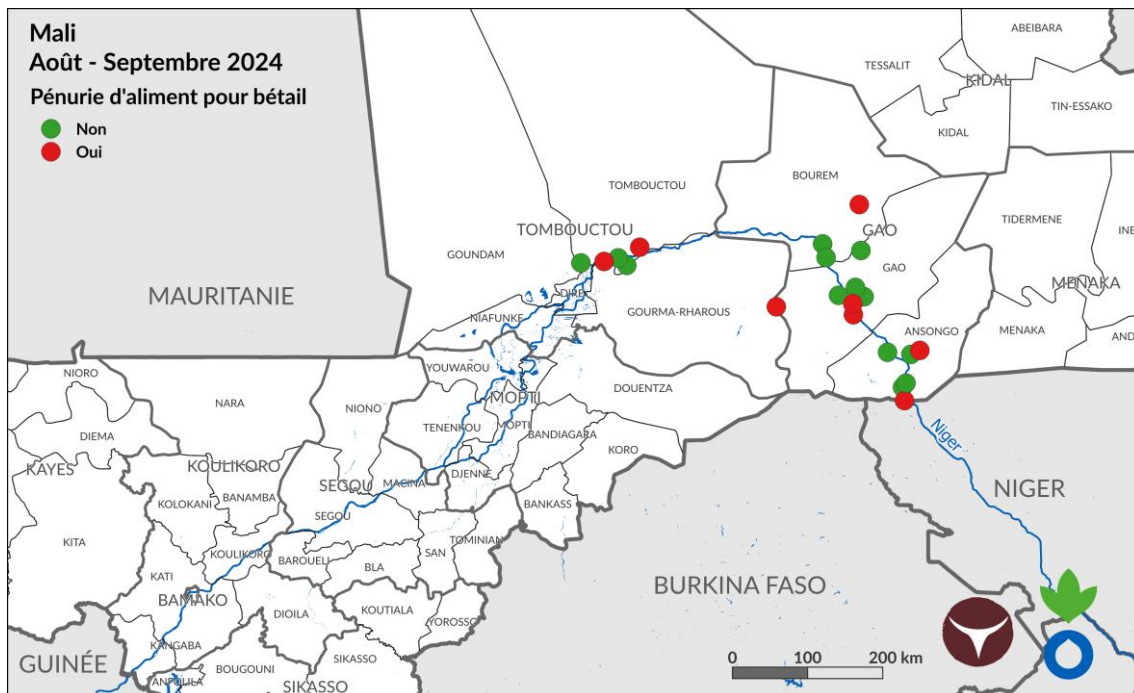 Mali
Août - Septembre 2024
Pénurie d'aliment pour bétail
Non
Oui
ABEIBARA
TESSALIT
KIDAL
TIN-ESSAKO
KIDAL
BOUREM
TOMBOUCTOU
TIDERMENE
INE
TOMBOUCTOU
GAO
GOUNDAM
GAO
MENAKA
MAURITANIE
DIRE
NIAFUNKE
GOURMA-RHAROUS
ANSONGO
MENAKA
AND
NIORO
YOUWAROU
DOUENTZA
NARA
NIONO
MOPTI
DIEMA
TENENKOU
MOPTI
BANDIAGARA
Niger
KORO
KAYES
KOULIKORO
DJENNE
SEGOU
MACINA
NIGER
BANAMBA
KOLOKANI
BANKASS
SEGOU
KITA
TOMINIAN
KOULIKORO
BAROUELI
SAN
BLA
KATI
BURKINA FASO
BAMAKO
DIOILA
KOUTIALA
YOROSSO
KANGABA
GUINÉE
SIKASSO
BOUGOUNI
0 100 200 km
SIKASSO